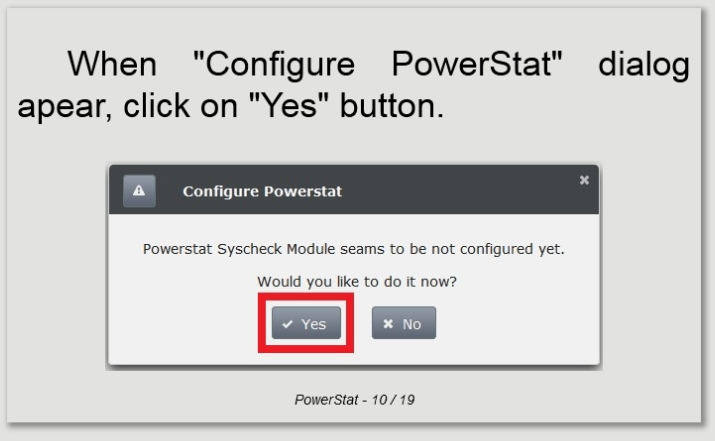 When "Configure PowerStat" dialog
apear, click on "Yes" button.
Configure Powerstat
Powerstat Syscheck Module seams to be not configured yet.
Would you like to do it now?
Yes
No
PowerStat - 10 / 19